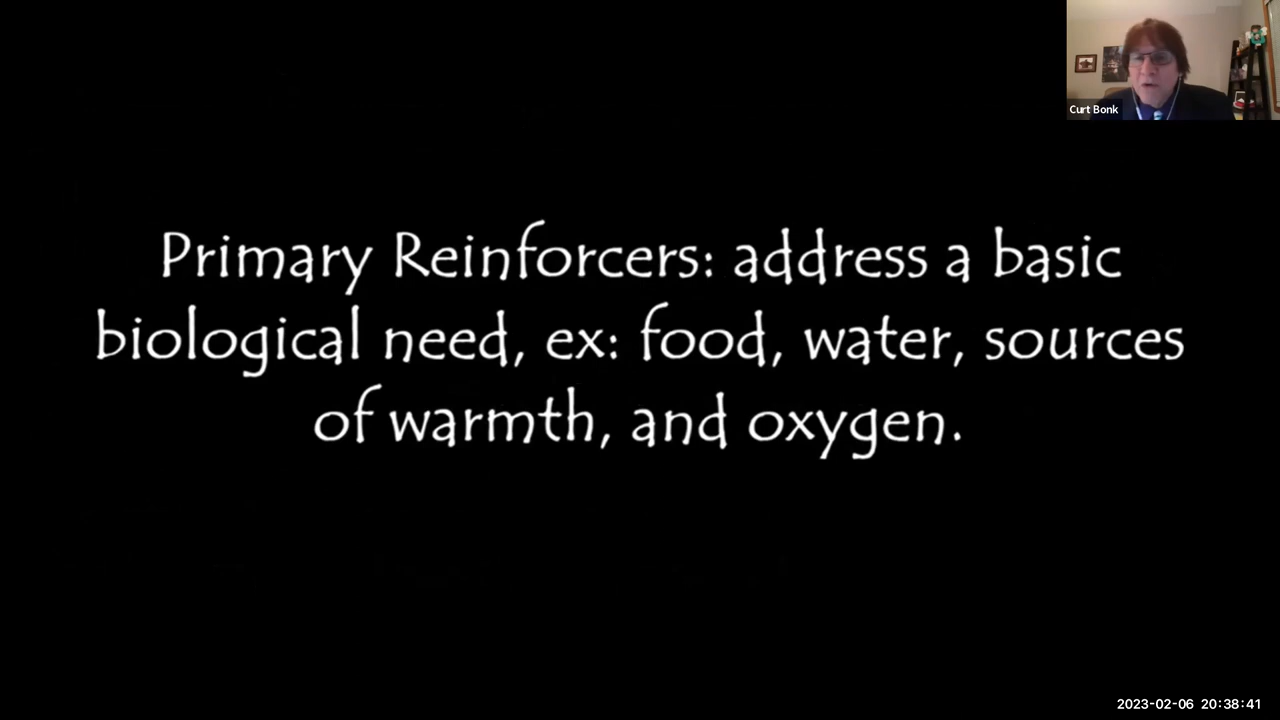 Curt Bonk
Primary Reinforcers: address a basic
biological need, ex: food, water, sources
of warmth, and oxygen.
2023-02-06 20:38:41